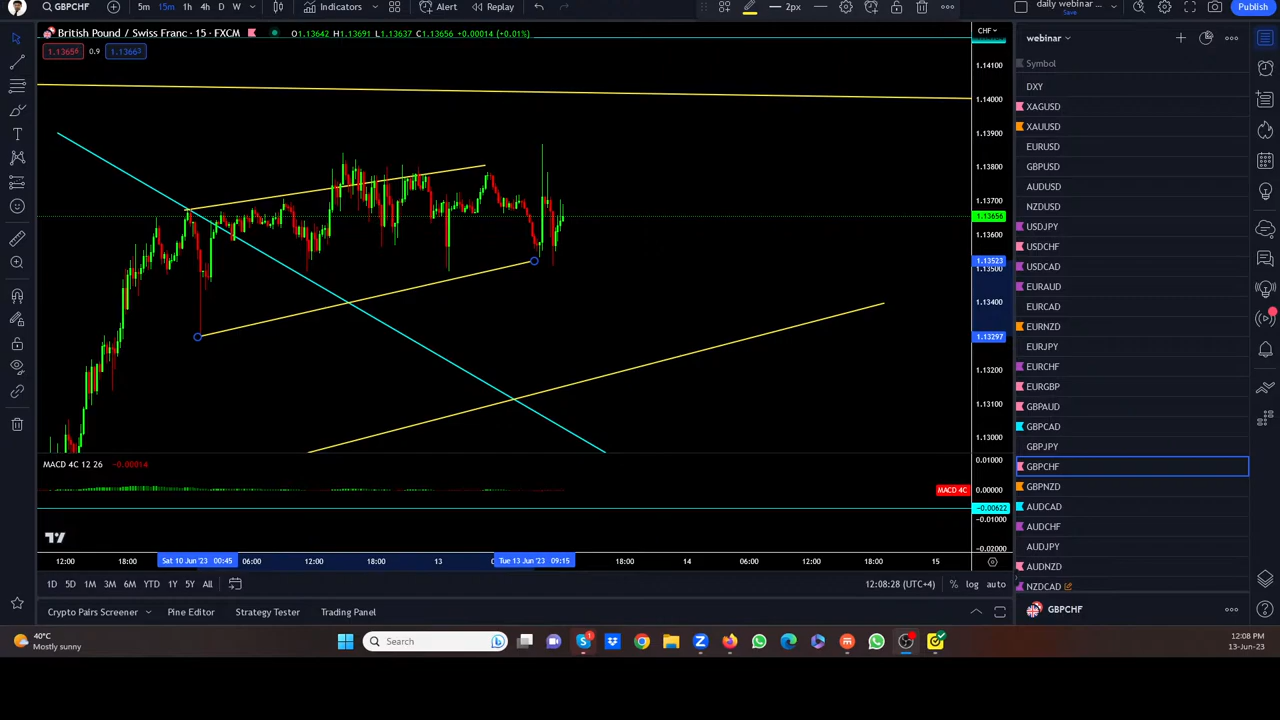 GBPCHF 5m 15m 1h 4h D W Indicators Alert Replay 2px daily webinar ... Save Publish
British Pound / Swiss Franc · 15 · FXCM O1.13642 H1.13691 L1.13637 C1.13656 +0.00014 (+0.01%) CHF
1.13656 0.9 1.13663
1.14100
1.14000
1.13900
1.13800
1.13700
1.13656
1.13600
1.13523
1.13500
1.13400
1.13297
1.13200
1.13100
1.13000
MACD 4C 12 26 -0.00014
0.01000
MACD 4C 0.00000
-0.00622
-0.01000
-0.02000
12:00 18:00 Sat 10 Jun '23 00:45 06:00 12:00 18:00 13 Tue 13 Jun '23 09:15 18:00 14 06:00 12:00 18:00 15
1D 5D 1M 3M 6M YTD 1Y 5Y All 12:08:28 (UTC+4) % log auto
Crypto Pairs Screener Pine Editor Strategy Tester Trading Panel
webinar
Symbol
DXY
XAGUSD
XAUUSD
EURUSD
GBPUSD
AUDUSD
NZDUSD
USDJPY
USDCHF
USDCAD
EURAUD
EURCAD
EURNZD
EURJPY
EURCHF
EURGBP
GBPAUD
GBPCAD
GBPJPY
GBPCHF
GBPNZD
AUDCAD
AUDCHF
AUDJPY
AUDNZD
NZDCAD
GBPCHF
40°C
Mostly sunny
Search
1
12:08 PM
13-Jun-23